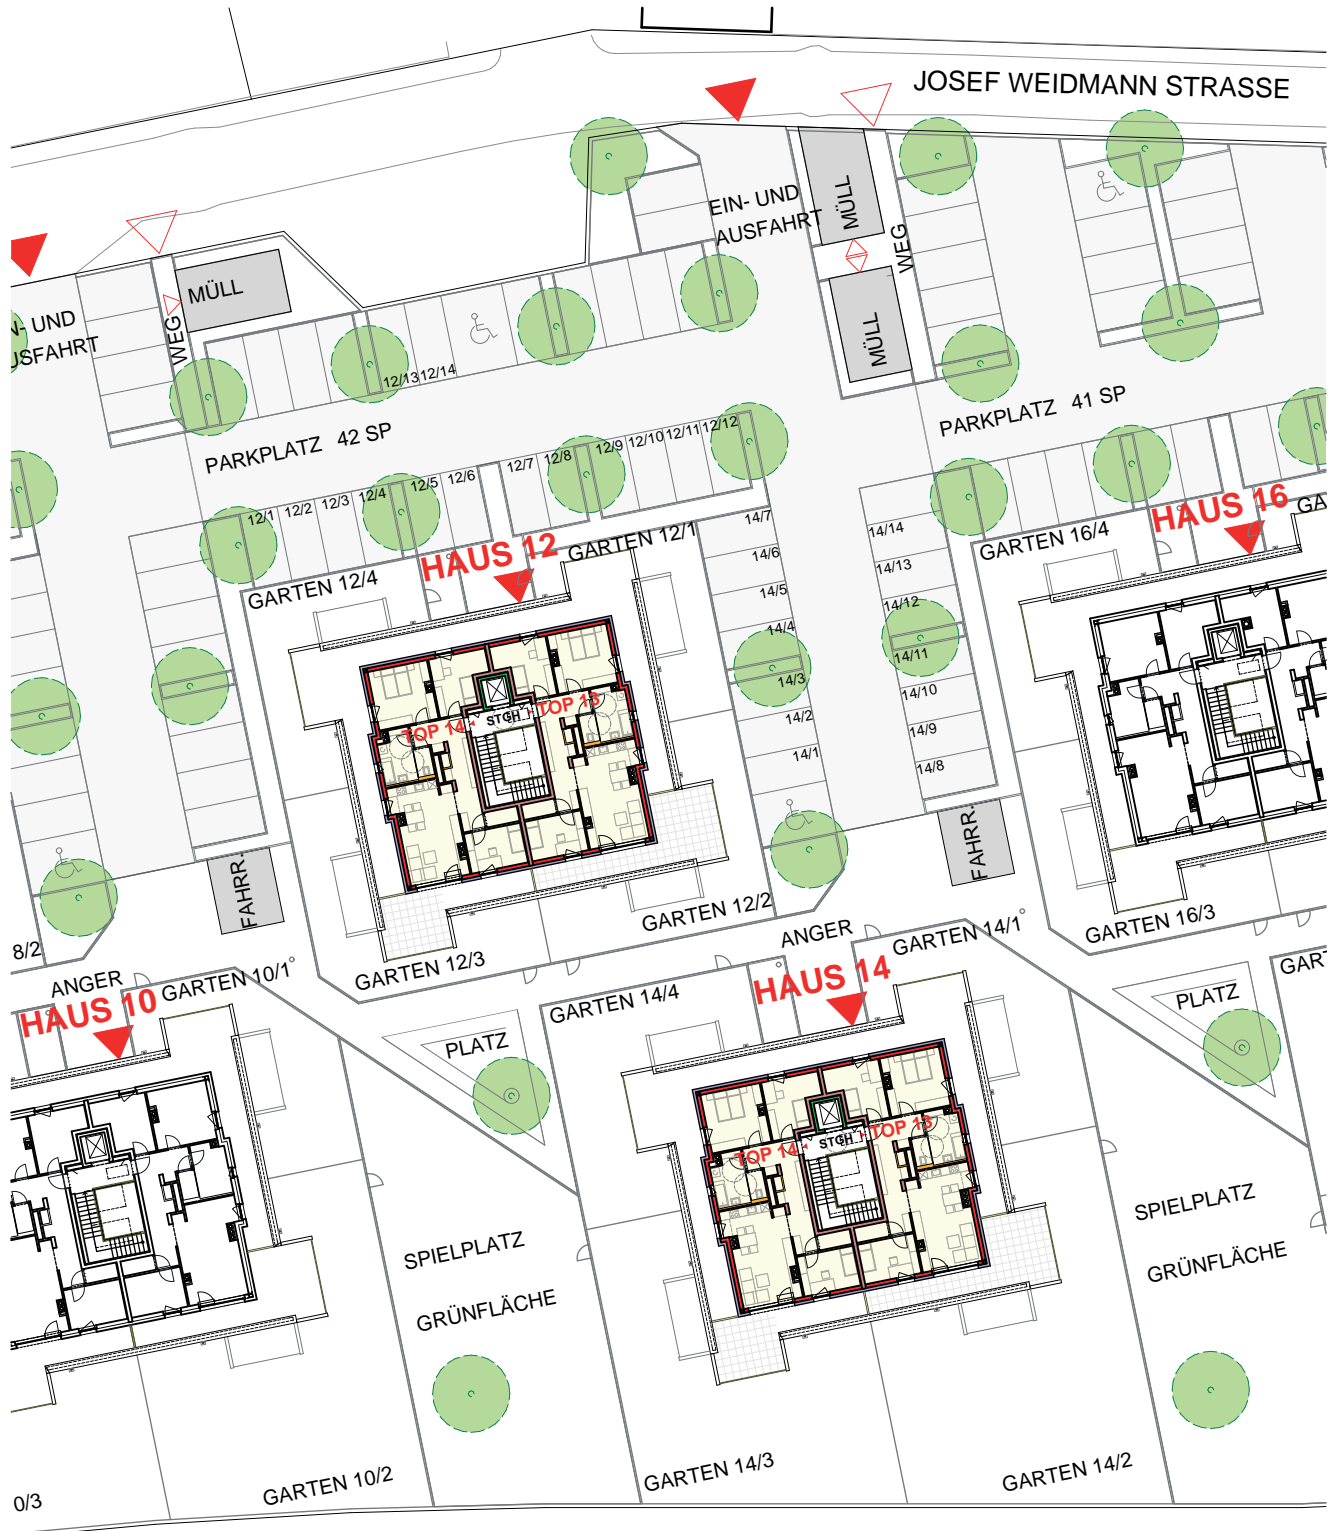 JOSEF WEIDMANN STRASSE
EIN- UND
AUSFAHRT
MÜLL
WEG
MÜLL
MÜLL
WEG
N- UND
USFAHRT
12/13
12/14
PARKPLATZ 42 SP
PARKPLATZ 41 SP
12/1
12/2
12/3
12/4
12/5
12/6
12/7
12/8
12/9
12/10
12/11
12/12
14/7
14/6
14/5
14/4
14/3
14/2
14/1
14/14
14/13
14/12
14/11
14/10
14/9
14/8
HAUS 12
GARTEN 12/1
GARTEN 12/4
HAUS 16
GA
GARTEN 16/4
TOP 14
STGH
TOP 13
FAHRR.
FAHRR.
GARTEN 12/2
GARTEN 12/3
8/2
ANGER
GARTEN 10/1
HAUS 10
ANGER
GARTEN 14/1
GARTEN 16/3
HAUS 14
GARTEN 14/4
PLATZ
PLATZ
GART
TOP 14
STGH
TOP 13
SPIELPLATZ
GRÜNFLÄCHE
SPIELPLATZ
GRÜNFLÄCHE
0/3
GARTEN 10/2
GARTEN 14/3
GARTEN 14/2